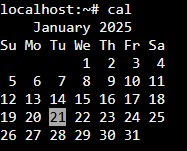 localhost:~# cal
    January 2025
Su Mo Tu We Th Fr Sa
          1  2  3  4
 5  6  7  8  9 10 11
12 13 14 15 16 17 18
19 20 21 22 23 24 25
26 27 28 29 30 31